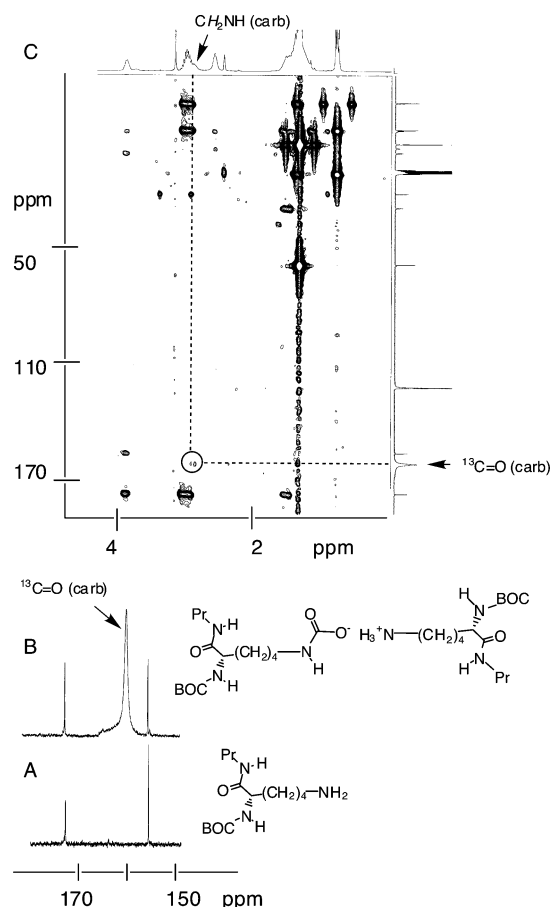 CH₂NH (carb)
C
ppm
50
110
170
¹³C=O (carb)
4 2 ppm
¹³C=O (carb)
B
Pr
N-H
O
(CH₂)₄
N
H
O
O⁻
BOC
N
H
H₃⁺N
(CH₂)₄
H
N
BOC
O
N
H
Pr
A
Pr
N-H
O
(CH₂)₄—NH₂
BOC
N
H
170 150 ppm